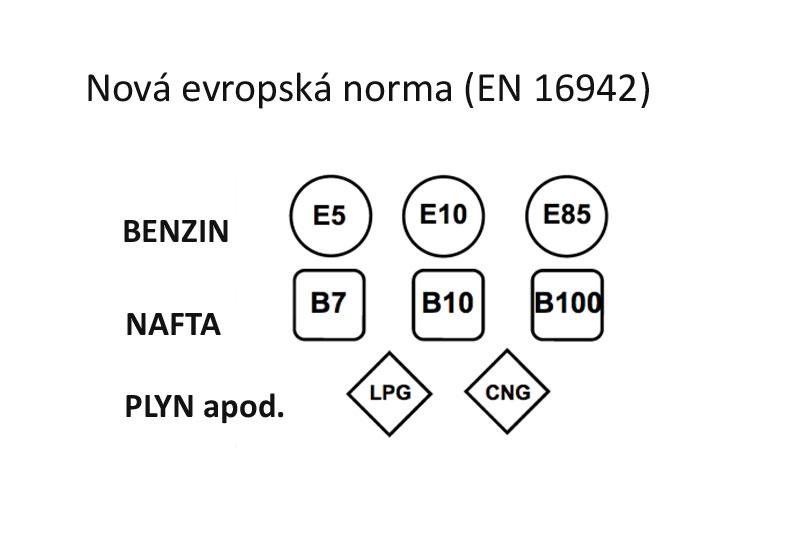 Nová evropská norma (EN 16942)
BENZIN E5 E10 E85
NAFTA B7 B10 B100
PLYN apod. LPG CNG